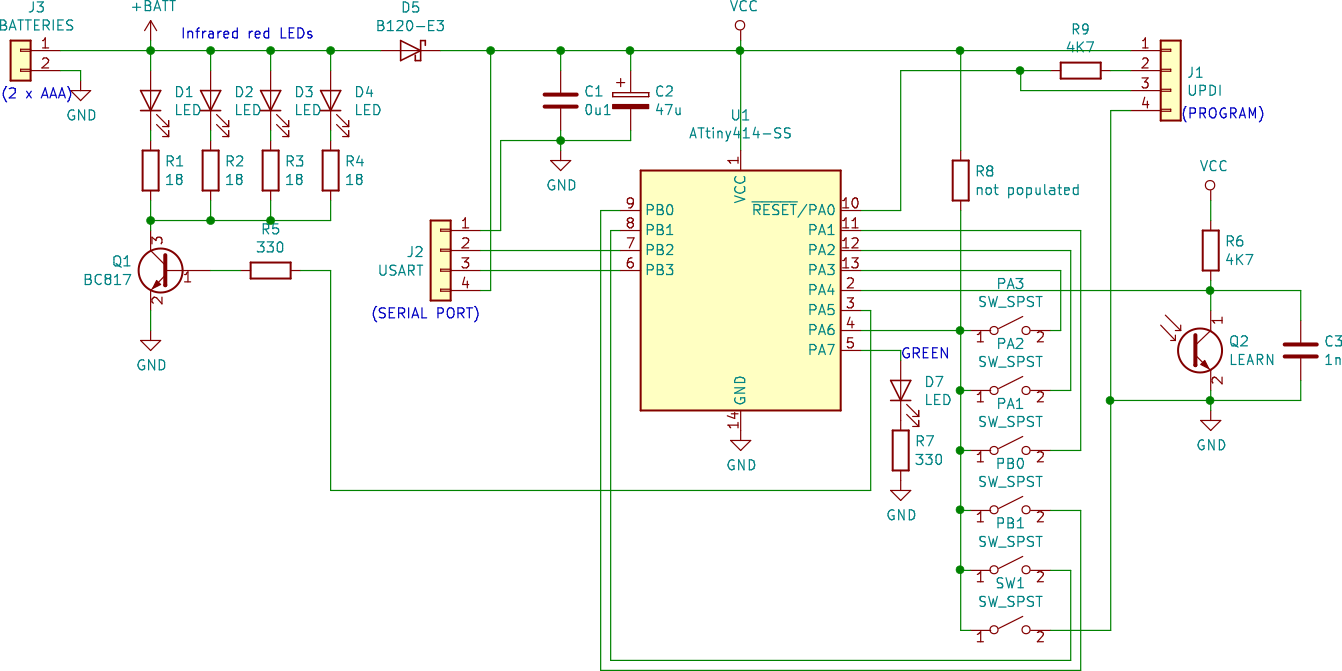 J3
BATTERIES
1
2
(2 x AAA)
GND
+BATT
Infrared red LEDs
D5
B120-E3
VCC
D1
LED
D2
LED
D3
LED
D4
LED
R1
18
R2
18
R3
18
R4
18
R5
330
Q1
BC817
3
1
2
GND
C1
0u1
+
C2
47u
GND
J2
USART
1
2
3
4
(SERIAL PORT)
U1
ATtiny414-SS
1
VCC
9 PB0
8 PB1
7 PB2
6 PB3
RESET/PA0 10
PA1 11
PA2 12
PA3 13
PA4 2
PA5 3
PA6 4
PA7 5
GND
14
GND
GREEN
D7
LED
R7
330
GND
R8
not populated
R9
4K7
1
2
3
4
J1
UPDI
(PROGRAM)
PA3
SW_SPST
1 2
PA2
SW_SPST
1 2
PA1
SW_SPST
1 2
PB0
SW_SPST
1 2
PB1
SW_SPST
1 2
SW1
SW_SPST
1 2
VCC
R6
4K7
1
Q2
LEARN
2
C3
1n
GND